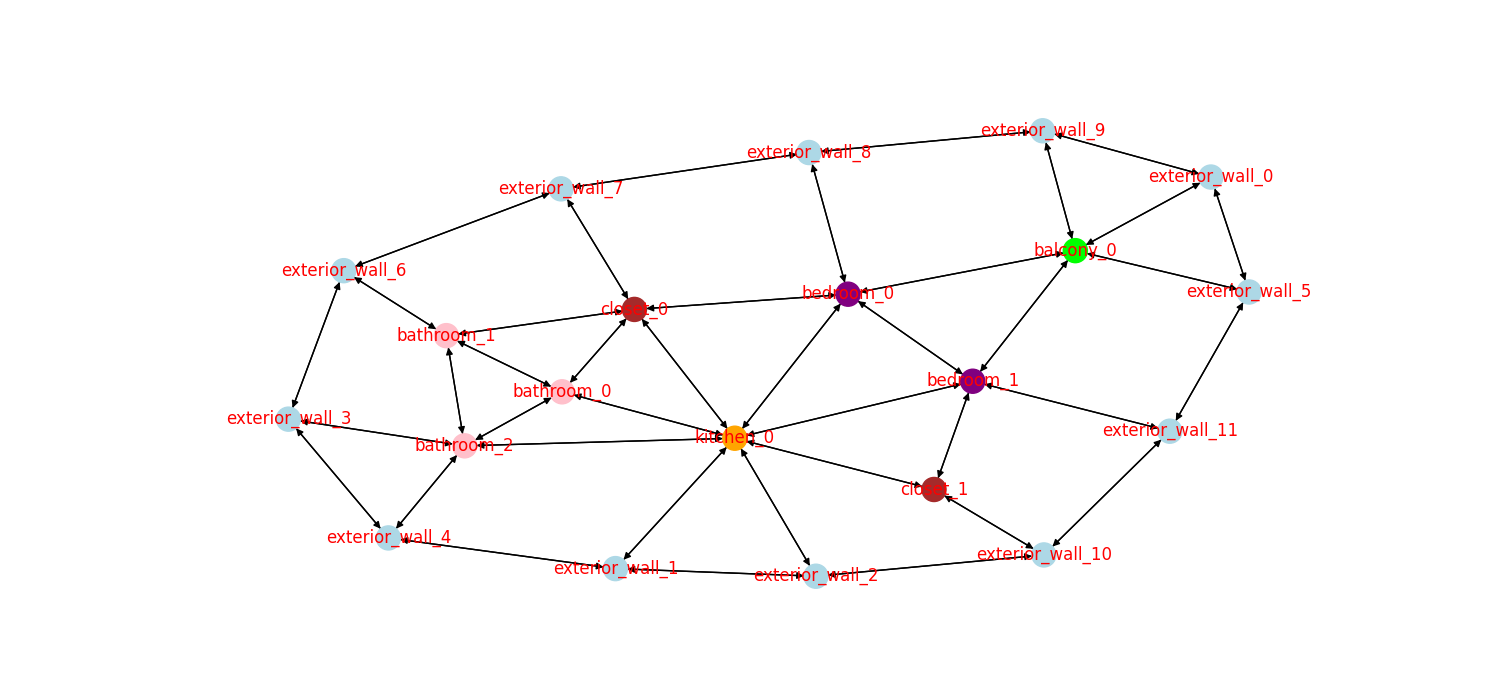 exterior_wall_9
exterior_wall_8
exterior_wall_0
exterior_wall_7
balcony_0
exterior_wall_6
exterior_wall_5
bedroom_0
closet_0
bathroom_1
bedroom_1
bathroom_0
exterior_wall_3
exterior_wall_11
kitchen_0
bathroom_2
closet_1
exterior_wall_4
exterior_wall_10
exterior_wall_1
exterior_wall_2